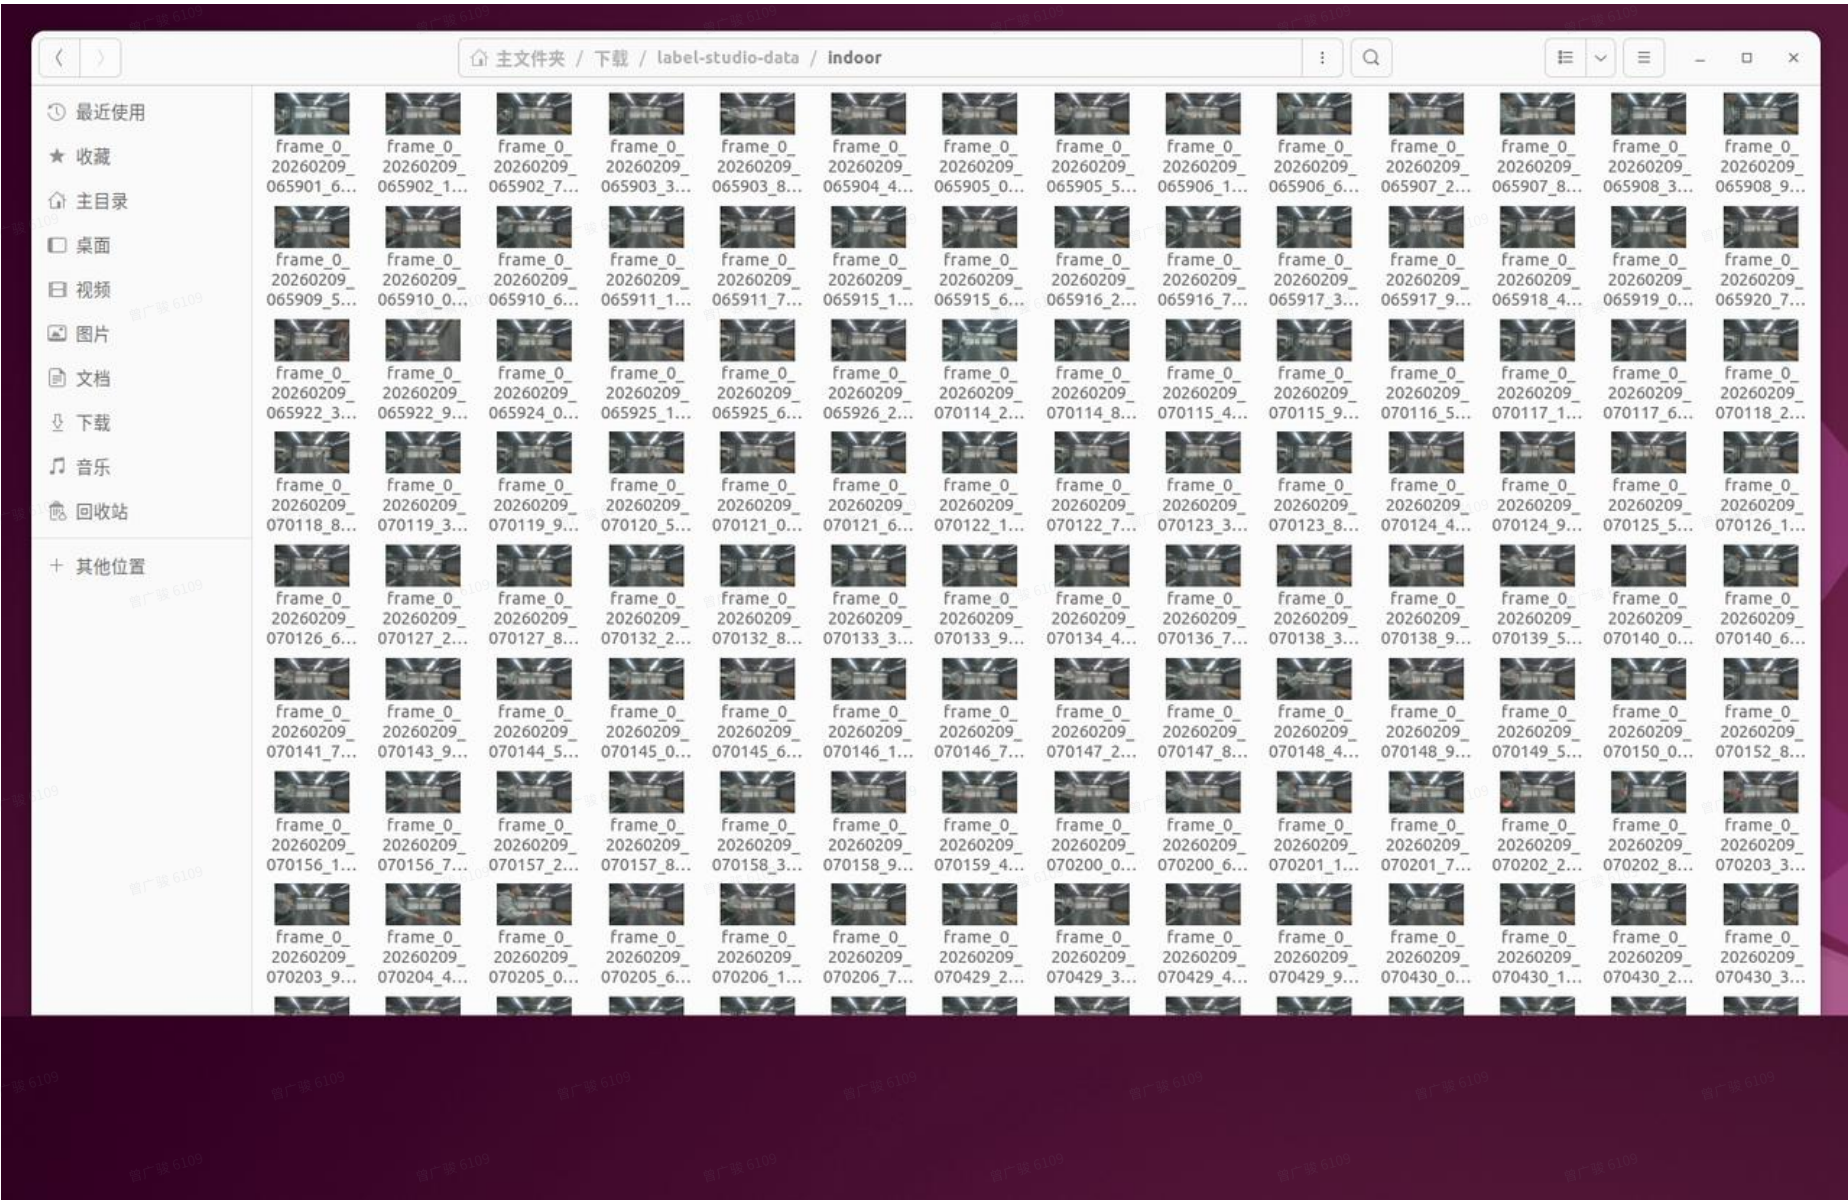 主文件夹 / 下载 / label-studio-data / indoor
最近使用
收藏
主目录
桌面
视频
图片
文档
下载
音乐
回收站
其他位置
frame_0_ frame_0_ frame_0_ frame_0_ frame_0_ frame_0_ frame_0_ frame_0_ frame_0_ frame_0_ frame_0_ frame_0_ frame_0_ frame_0_
20260209_ 20260209_ 20260209_ 20260209_ 20260209_ 20260209_ 20260209_ 20260209_ 20260209_ 20260209_ 20260209_ 20260209_ 20260209_ 20260209_
065901_6... 065902_1... 065902_7... 065903_3... 065903_8... 065904_4... 065905_0... 065905_5... 065906_1... 065906_6... 065907_2... 065907_8... 065908_3... 065908_9...
frame_0_ frame_0_ frame_0_ frame_0_ frame_0_ frame_0_ frame_0_ frame_0_ frame_0_ frame_0_ frame_0_ frame_0_ frame_0_ frame_0_
20260209_ 20260209_ 20260209_ 20260209_ 20260209_ 20260209_ 20260209_ 20260209_ 20260209_ 20260209_ 20260209_ 20260209_ 20260209_ 20260209_
065909_5... 065910_0... 065910_6... 065911_1... 065911_7... 065915_1... 065915_6... 065916_2... 065916_7... 065917_3... 065917_9... 065918_4... 065919_0... 065920_7...
frame_0_ frame_0_ frame_0_ frame_0_ frame_0_ frame_0_ frame_0_ frame_0_ frame_0_ frame_0_ frame_0_ frame_0_ frame_0_ frame_0_
20260209_ 20260209_ 20260209_ 20260209_ 20260209_ 20260209_ 20260209_ 20260209_ 20260209_ 20260209_ 20260209_ 20260209_ 20260209_ 20260209_
065922_3... 065922_9... 065924_0... 065925_1... 065925_6... 065926_2... 070114_2... 070114_8... 070115_4... 070115_9... 070116_5... 070117_1... 070117_6... 070118_2...
frame_0_ frame_0_ frame_0_ frame_0_ frame_0_ frame_0_ frame_0_ frame_0_ frame_0_ frame_0_ frame_0_ frame_0_ frame_0_ frame_0_
20260209_ 20260209_ 20260209_ 20260209_ 20260209_ 20260209_ 20260209_ 20260209_ 20260209_ 20260209_ 20260209_ 20260209_ 20260209_ 20260209_
070118_8... 070119_3... 070119_9... 070120_5... 070121_0... 070121_6... 070122_1... 070122_7... 070123_3... 070123_8... 070124_4... 070124_9... 070125_5... 070126_1...
frame_0_ frame_0_ frame_0_ frame_0_ frame_0_ frame_0_ frame_0_ frame_0_ frame_0_ frame_0_ frame_0_ frame_0_ frame_0_ frame_0_
20260209_ 20260209_ 20260209_ 20260209_ 20260209_ 20260209_ 20260209_ 20260209_ 20260209_ 20260209_ 20260209_ 20260209_ 20260209_ 20260209_
070126_6... 070127_2... 070127_8... 070132_2... 070132_8... 070133_3... 070133_9... 070134_4... 070136_7... 070138_3... 070138_9... 070139_5... 070140_0... 070140_6...
frame_0_ frame_0_ frame_0_ frame_0_ frame_0_ frame_0_ frame_0_ frame_0_ frame_0_ frame_0_ frame_0_ frame_0_ frame_0_ frame_0_
20260209_ 20260209_ 20260209_ 20260209_ 20260209_ 20260209_ 20260209_ 20260209_ 20260209_ 20260209_ 20260209_ 20260209_ 20260209_ 20260209_
070141_7... 070143_9... 070144_5... 070145_0... 070145_6... 070146_1... 070146_7... 070147_2... 070147_8... 070148_4... 070148_9... 070149_5... 070150_0... 070152_8...
frame_0_ frame_0_ frame_0_ frame_0_ frame_0_ frame_0_ frame_0_ frame_0_ frame_0_ frame_0_ frame_0_ frame_0_ frame_0_ frame_0_
20260209_ 20260209_ 20260209_ 20260209_ 20260209_ 20260209_ 20260209_ 20260209_ 20260209_ 20260209_ 20260209_ 20260209_ 20260209_ 20260209_
070156_1... 070156_7... 070157_2... 070157_8... 070158_3... 070158_9... 070159_4... 070200_0... 070200_6... 070201_1... 070201_7... 070202_2... 070202_8... 070203_3...
frame_0_ frame_0_ frame_0_ frame_0_ frame_0_ frame_0_ frame_0_ frame_0_ frame_0_ frame_0_ frame_0_ frame_0_ frame_0_ frame_0_
20260209_ 20260209_ 20260209_ 20260209_ 20260209_ 20260209_ 20260209_ 20260209_ 20260209_ 20260209_ 20260209_ 20260209_ 20260209_ 20260209_
070203_9... 070204_4... 070205_0... 070205_6... 070206_1... 070206_7... 070429_2... 070429_3... 070429_4... 070429_9... 070430_0... 070430_1... 070430_2... 070430_3...